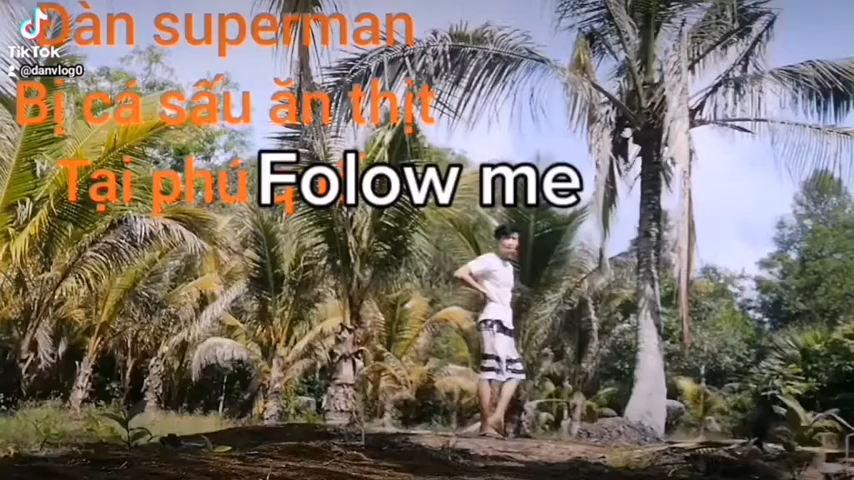 TikTok
@danvlog0
Dàn superman
Bị cá sấu ăn thịt
Tại phú
Folow me